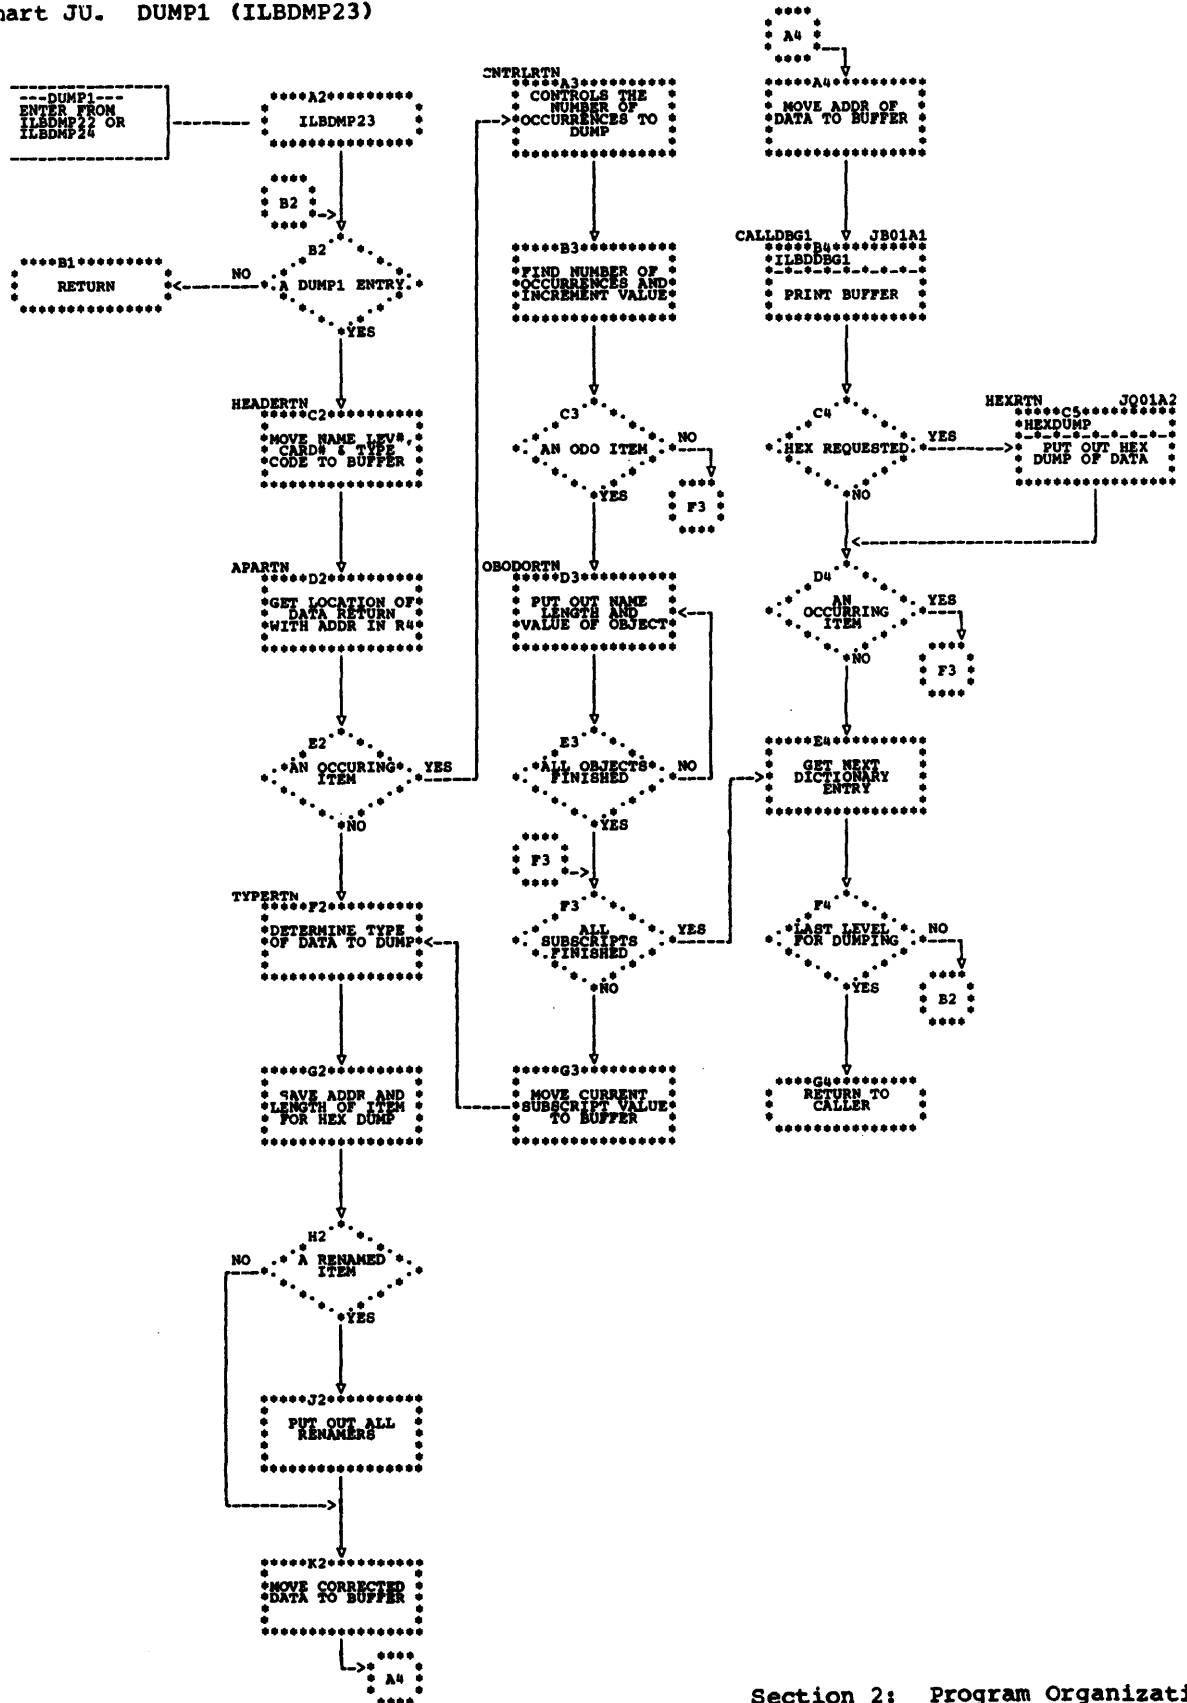 hart JU. DUMP1 (ILBDMP23)
---DUMP1---
ENTER FROM
ILBDMP22 OR
ILBDMP24
A2
ILBDMP23
B2
B2
A DUMP1 ENTRY
NO
YES
B1
RETURN
HEADERTN
C2
MOVE NAME LEV#,
CARD# & TYPE
CODE TO BUFFER
APARTN
D2
GET LOCATION OF
DATA RETURN
WITH ADDR IN R4
E2
AN OCCURING
ITEM
YES
NO
TYPERTN
F2
DETERMINE TYPE
OF DATA TO DUMP
G2
SAVE ADDR AND
LENGTH OF ITEM
FOR HEX DUMP
H2
A RENAMED
ITEM
NO
YES
J2
PUT OUT ALL
RENAMERS
K2
MOVE CORRECTED
DATA TO BUFFER
A4
CNTRLRTN
A3
CONTROLS THE
NUMBER OF
OCCURRENCES TO
DUMP
B3
FIND NUMBER OF
OCCURRENCES AND
INCREMENT VALUE
C3
AN ODO ITEM
NO
YES
F3
OBODORTN
D3
PUT OUT NAME
LENGTH AND
VALUE OF OBJECT
E3
ALL OBJECTS
FINISHED
NO
YES
F3
F3
ALL
SUBSCRIPTS
FINISHED
YES
NO
G3
MOVE CURRENT
SUBSCRIPT VALUE
TO BUFFER
A4
A4
MOVE ADDR OF
DATA TO BUFFER
CALLDBG1 JB01A1
B4
ILBDDBG1
PRINT BUFFER
C4
HEX REQUESTED
YES
NO
HEXRTN JQ01A2
C5
HEXDUMP
PUT OUT HEX
DUMP OF DATA
D4
AN
OCCURRING
ITEM
YES
NO
F3
E4
GET NEXT
DICTIONARY
ENTRY
F4
LAST LEVEL
FOR DUMPING
NO
YES
B2
G4
RETURN TO
CALLER
Section 2: Program Organizati